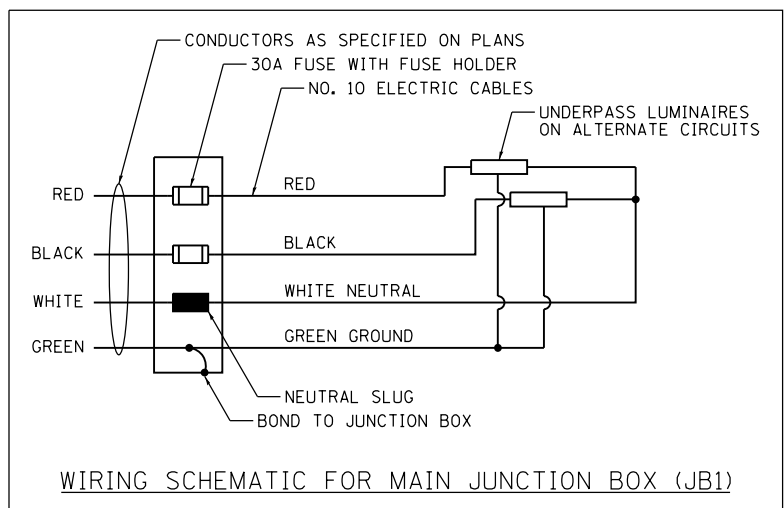 CONDUCTORS AS SPECIFIED ON PLANS
30A FUSE WITH FUSE HOLDER
NO. 10 ELECTRIC CABLES
UNDERPASS LUMINAIRES
ON ALTERNATE CIRCUITS
RED
RED
BLACK
BLACK
WHITE
WHITE NEUTRAL
GREEN
GREEN GROUND
NEUTRAL SLUG
BOND TO JUNCTION BOX
WIRING SCHEMATIC FOR MAIN JUNCTION BOX (JB1)